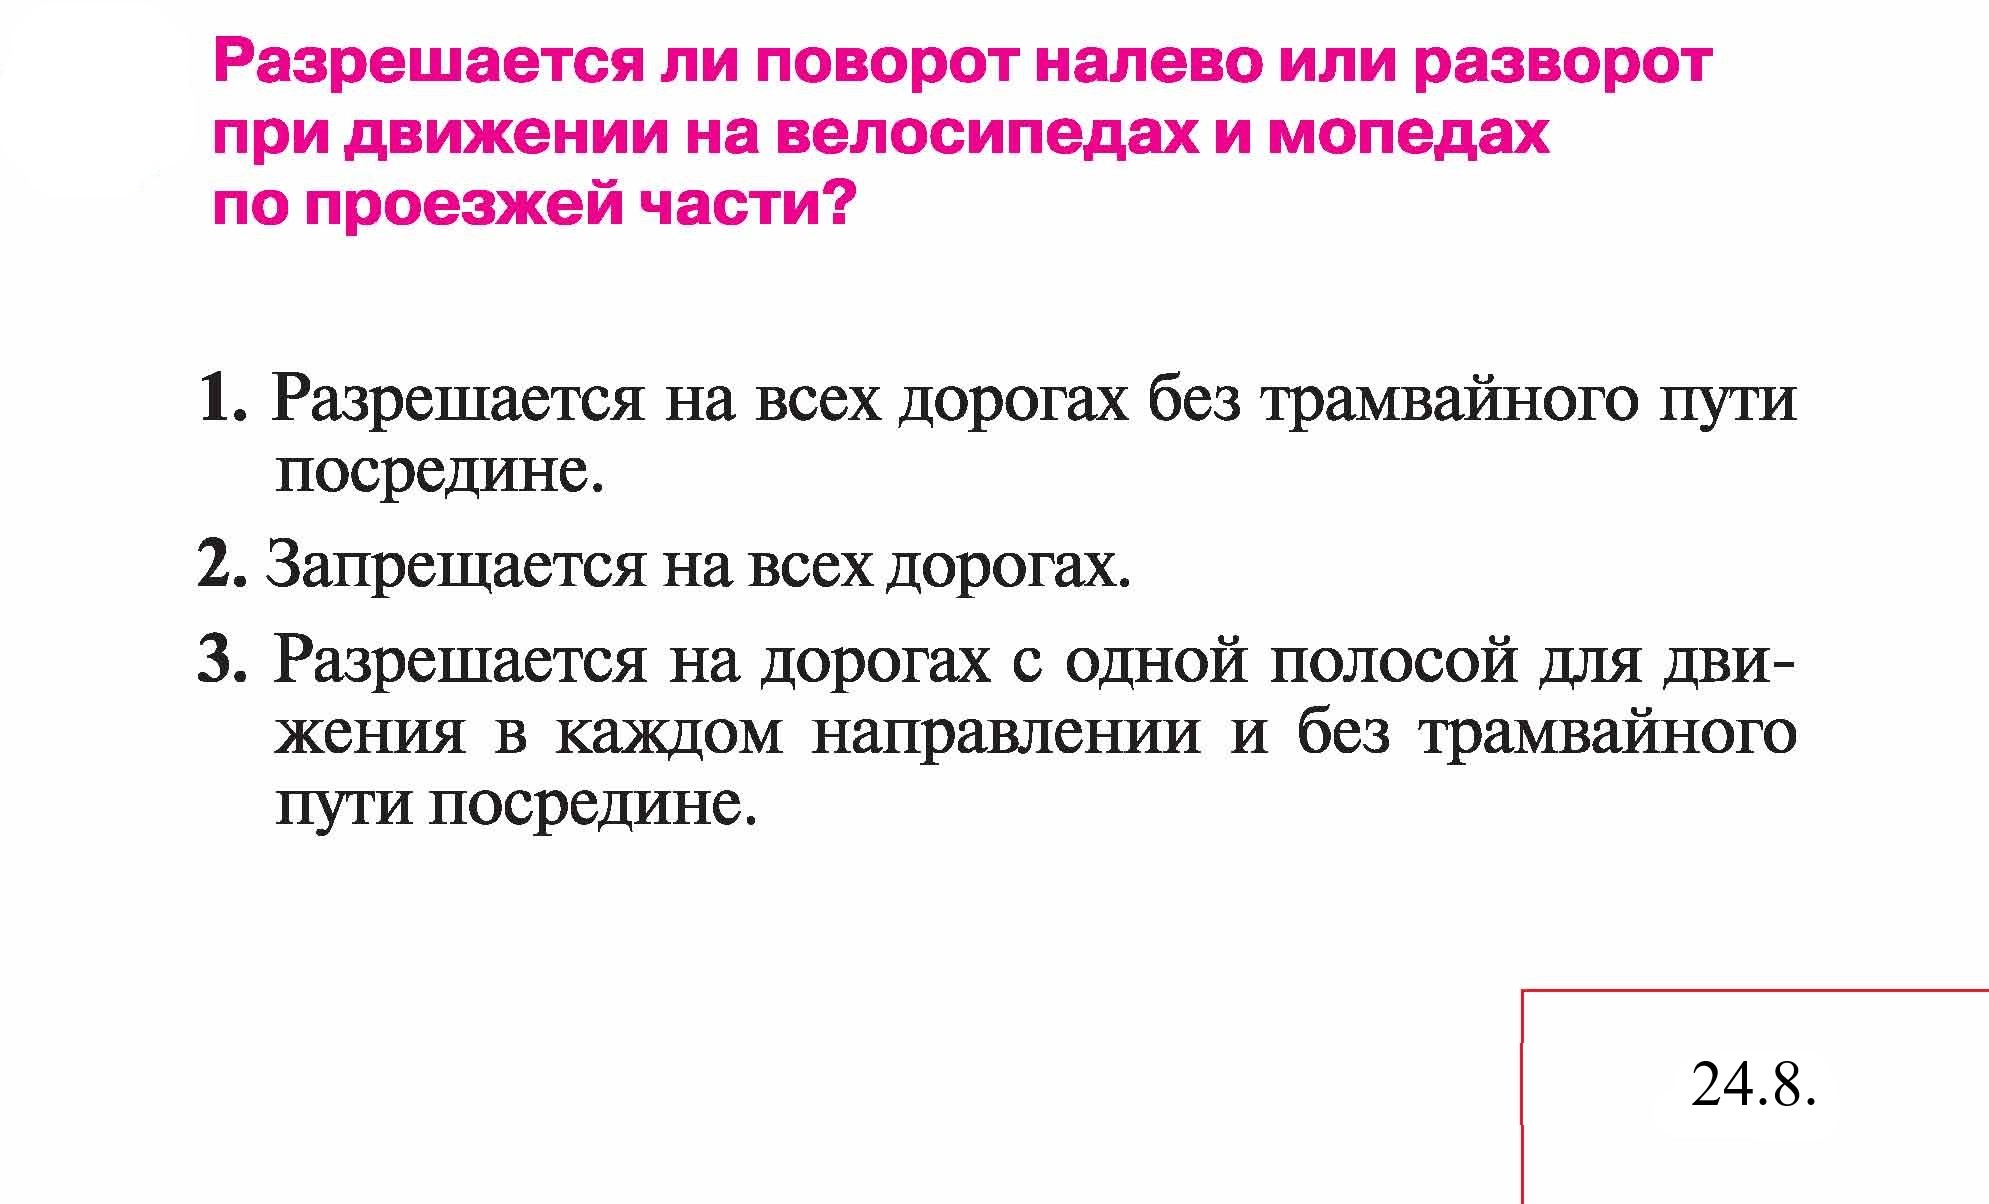 Разрешается ли поворот налево или разворот
при движении на велосипедах и мопедах
по проезжей части?
1. Разрешается на всех дорогах без трамвайного пути
посредине.
2. Запрещается на всех дорогах.
3. Разрешается на дорогах с одной полосой для дви-
жения в каждом направлении и без трамвайного
пути посредине.
24.8.